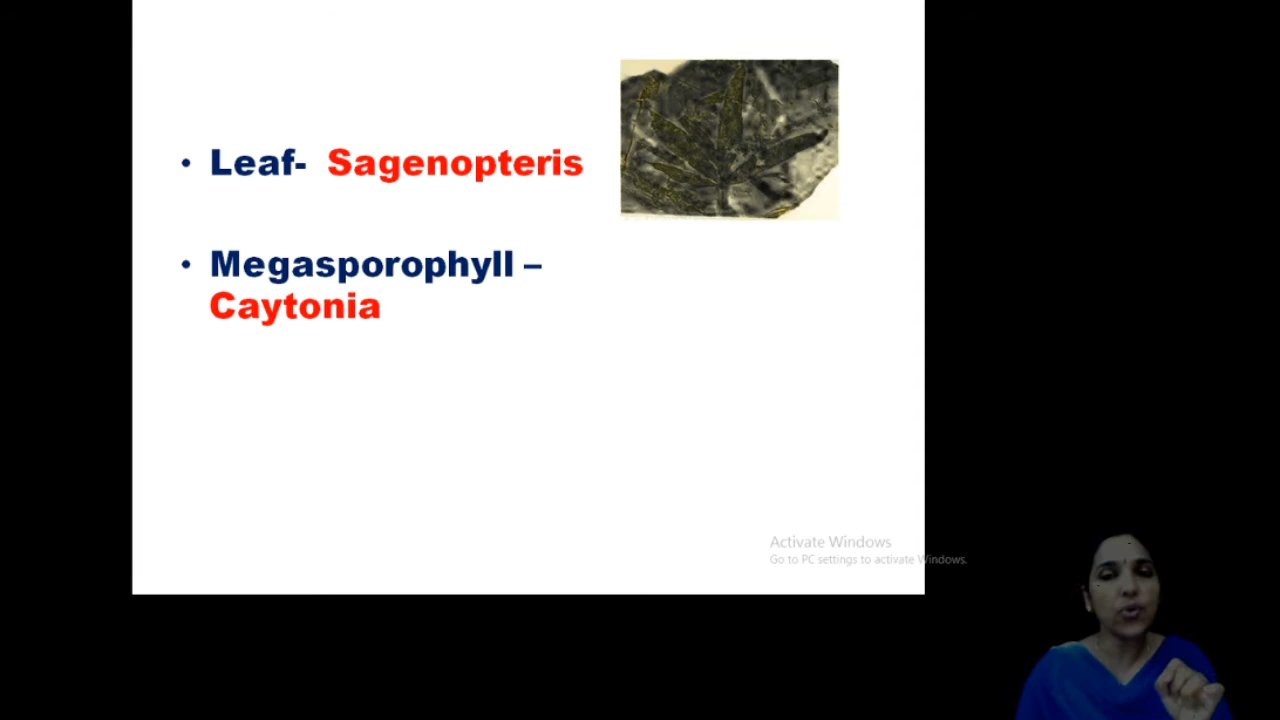 • Leaf- Sagenopteris
• Megasporophyll –
Caytonia
Activate Windows
Go to PC settings to activate Windows.